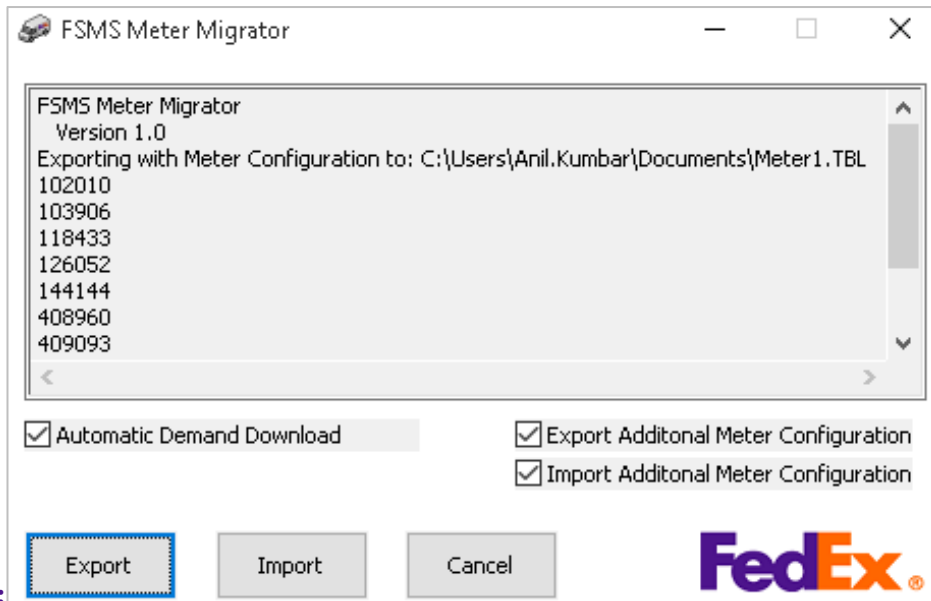 FSMS Meter Migrator
FSMS Meter Migrator
Version 1.0
Exporting with Meter Configuration to: C:\Users\Anil.Kumbar\Documents\Meter1.TBL
102010
103906
118433
126052
144144
408960
409093
Automatic Demand Download
Export Additonal Meter Configuration
Import Additonal Meter Configuration
Export
Import
Cancel
FedEx®